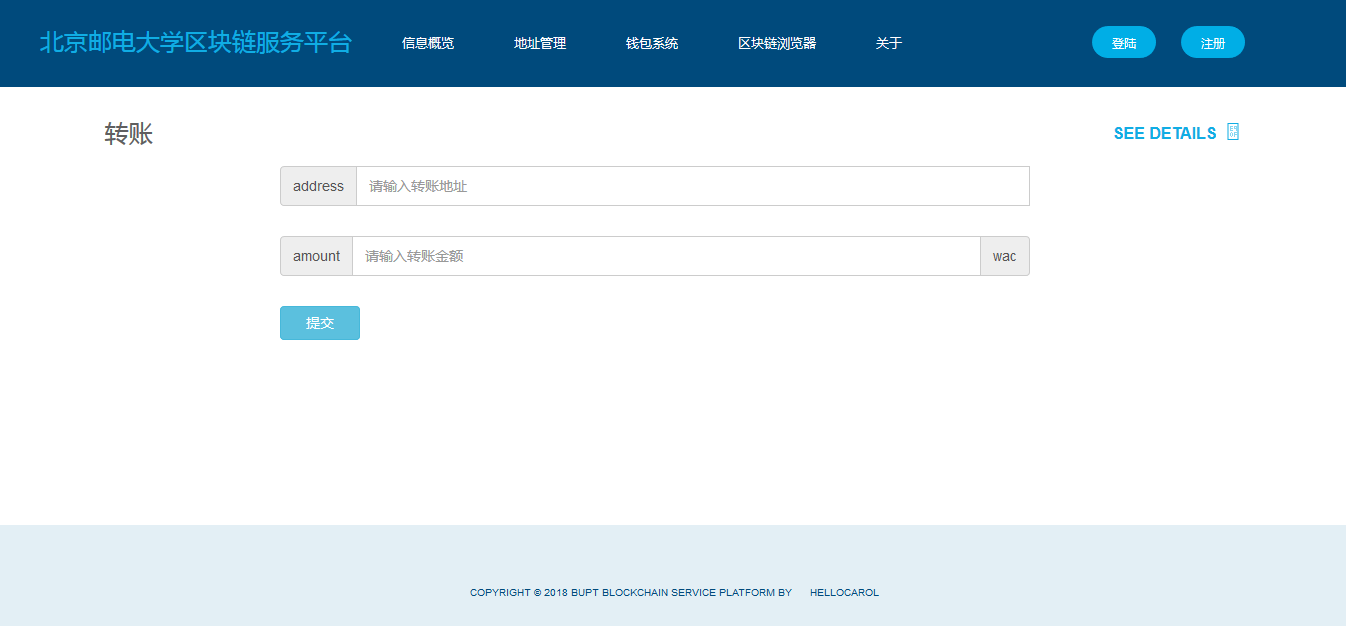 北京邮电大学区块链服务平台 信息概览 地址管理 钱包系统 区块链浏览器 关于 登陆 注册
转账 SEE DETAILS
address 请输入转账地址
amount 请输入转账金额 wac
提交
COPYRIGHT © 2018 BUPT BLOCKCHAIN SERVICE PLATFORM BY HELLOCAROL